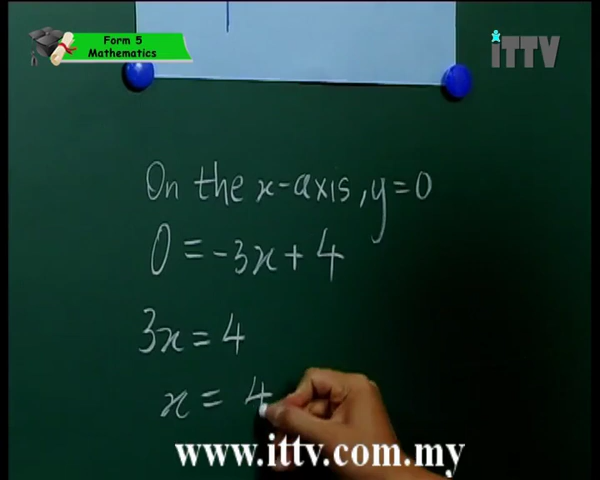 Form 5
Mathematics
iTTV
On the x-axis, y=0
0 = -3x + 4
3x = 4
x = 4
www.ittv.com.my